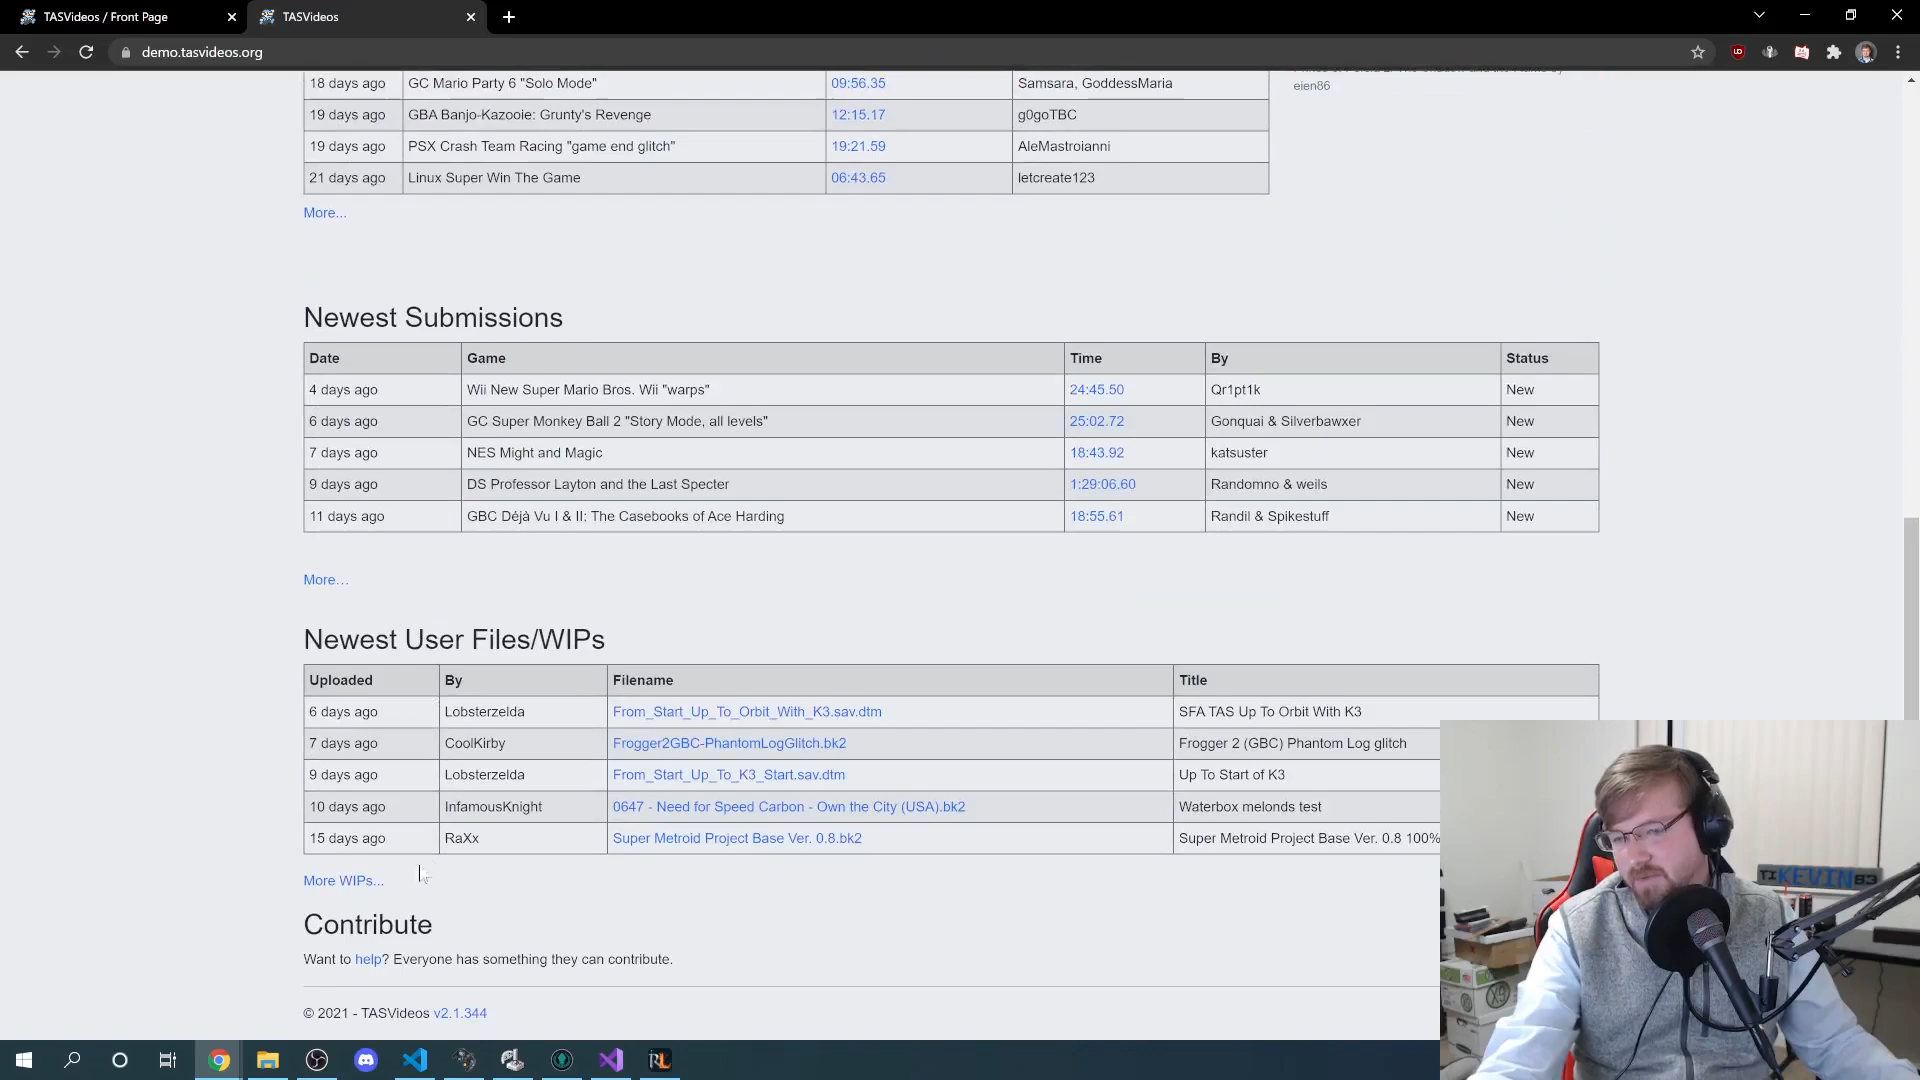 TASVideos / Front Page
TASVideos
demo.tasvideos.org
18 days ago GC Mario Party 6 "Solo Mode" 09:56.35 Samsara, GoddessMaria
eien86
19 days ago GBA Banjo-Kazooie: Grunty's Revenge 12:15.17 g0goTBC
19 days ago PSX Crash Team Racing "game end glitch" 19:21.59 AleMastroianni
21 days ago Linux Super Win The Game 06:43.65 letcreate123
More...
Newest Submissions
Date Game Time By Status
4 days ago Wii New Super Mario Bros. Wii "warps" 24:45.50 Qr1pt1k New
6 days ago GC Super Monkey Ball 2 "Story Mode, all levels" 25:02.72 Gonquai & Silverbawxer New
7 days ago NES Might and Magic 18:43.92 katsuster New
9 days ago DS Professor Layton and the Last Specter 1:29:06.60 Randomno & weils New
11 days ago GBC Déjà Vu I & II: The Casebooks of Ace Harding 18:55.61 Randil & Spikestuff New
More…
Newest User Files/WIPs
Uploaded By Filename Title
6 days ago Lobsterzelda From_Start_Up_To_Orbit_With_K3.sav.dtm SFA TAS Up To Orbit With K3
7 days ago CoolKirby Frogger2GBC-PhantomLogGlitch.bk2 Frogger 2 (GBC) Phantom Log glitch
9 days ago Lobsterzelda From_Start_Up_To_K3_Start.sav.dtm Up To Start of K3
10 days ago InfamousKnight 0647 - Need for Speed Carbon - Own the City (USA).bk2 Waterbox melonds test
15 days ago RaXx Super Metroid Project Base Ver. 0.8.bk2 Super Metroid Project Base Ver. 0.8 100%
More WIPs...
Contribute
Want to help? Everyone has something they can contribute.
© 2021 - TASVideos v2.1.344
TiKEVIN83